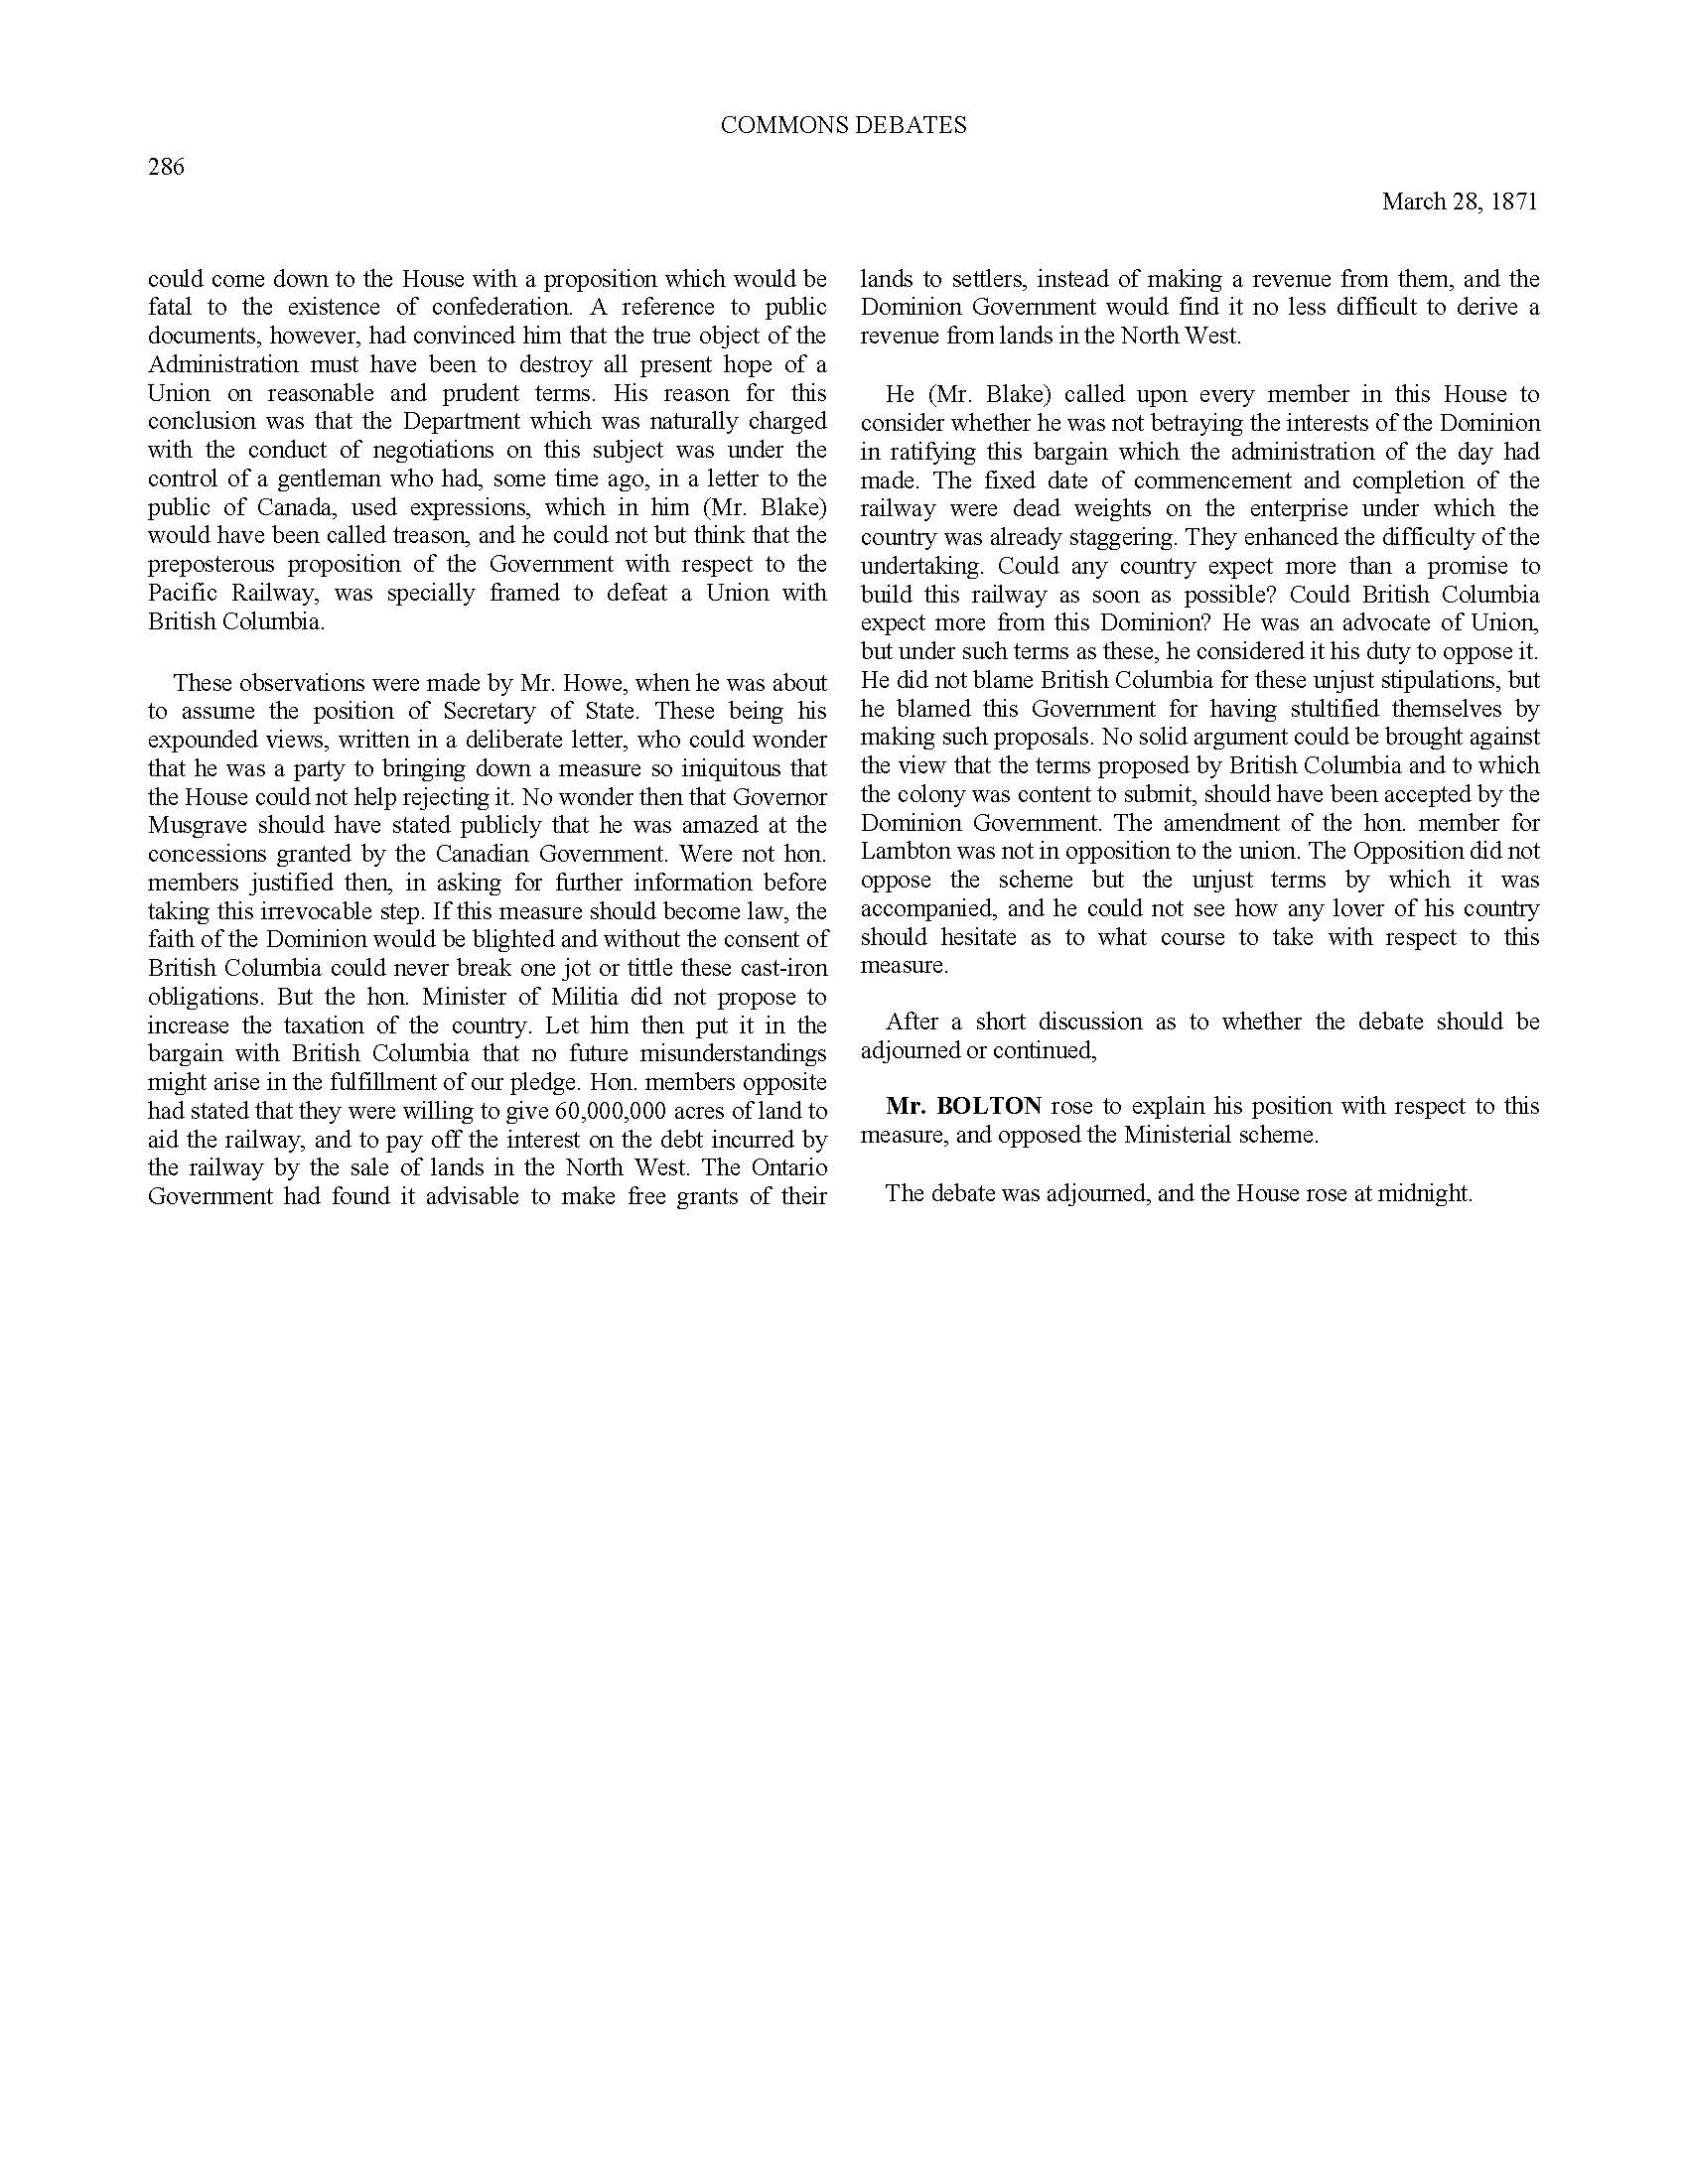 COMMONS DEBATES
286
March 28, 1871
could come down to the House with a proposition which would be
fatal to the existence of confederation. A reference to public
documents, however, had convinced him that the true object of the
Administration must have been to destroy all present hope of a
Union on reasonable and prudent terms. His reason for this
conclusion was that the Department which was naturally charged
with the conduct of negotiations on this subject was under the
control of a gentleman who had, some time ago, in a letter to the
public of Canada, used expressions, which in him (Mr. Blake)
would have been called treason, and he could not but think that the
preposterous proposition of the Government with respect to the
Pacific Railway, was specially framed to defeat a Union with
British Columbia.
These observations were made by Mr. Howe, when he was about
to assume the position of Secretary of State. These being his
expounded views, written in a deliberate letter, who could wonder
that he was a party to bringing down a measure so iniquitous that
the House could not help rejecting it. No wonder then that Governor
Musgrave should have stated publicly that he was amazed at the
concessions granted by the Canadian Government. Were not hon.
members justified then, in asking for further information before
taking this irrevocable step. If this measure should become law, the
faith of the Dominion would be blighted and without the consent of
British Columbia could never break one jot or tittle these cast-iron
obligations. But the hon. Minister of Militia did not propose to
increase the taxation of the country. Let him then put it in the
bargain with British Columbia that no future misunderstandings
might arise in the fulfillment of our pledge. Hon. members opposite
had stated that they were willing to give 60,000,000 acres of land to
aid the railway, and to pay off the interest on the debt incurred by
the railway by the sale of lands in the North West. The Ontario
Government had found it advisable to make free grants of their
lands to settlers, instead of making a revenue from them, and the
Dominion Government would find it no less difficult to derive a
revenue from lands in the North West.
He (Mr. Blake) called upon every member in this House to
consider whether he was not betraying the interests of the Dominion
in ratifying this bargain which the administration of the day had
made. The fixed date of commencement and completion of the
railway were dead weights on the enterprise under which the
country was already staggering. They enhanced the difficulty of the
undertaking. Could any country expect more than a promise to
build this railway as soon as possible? Could British Columbia
expect more from this Dominion? He was an advocate of Union,
but under such terms as these, he considered it his duty to oppose it.
He did not blame British Columbia for these unjust stipulations, but
he blamed this Government for having stultified themselves by
making such proposals. No solid argument could be brought against
the view that the terms proposed by British Columbia and to which
the colony was content to submit, should have been accepted by the
Dominion Government. The amendment of the hon. member for
Lambton was not in opposition to the union. The Opposition did not
oppose the scheme but the unjust terms by which it was
accompanied, and he could not see how any lover of his country
should hesitate as to what course to take with respect to this
measure.
After a short discussion as to whether the debate should be
adjourned or continued,
Mr. BOLTON rose to explain his position with respect to this
measure, and opposed the Ministerial scheme.
The debate was adjourned, and the House rose at midnight.